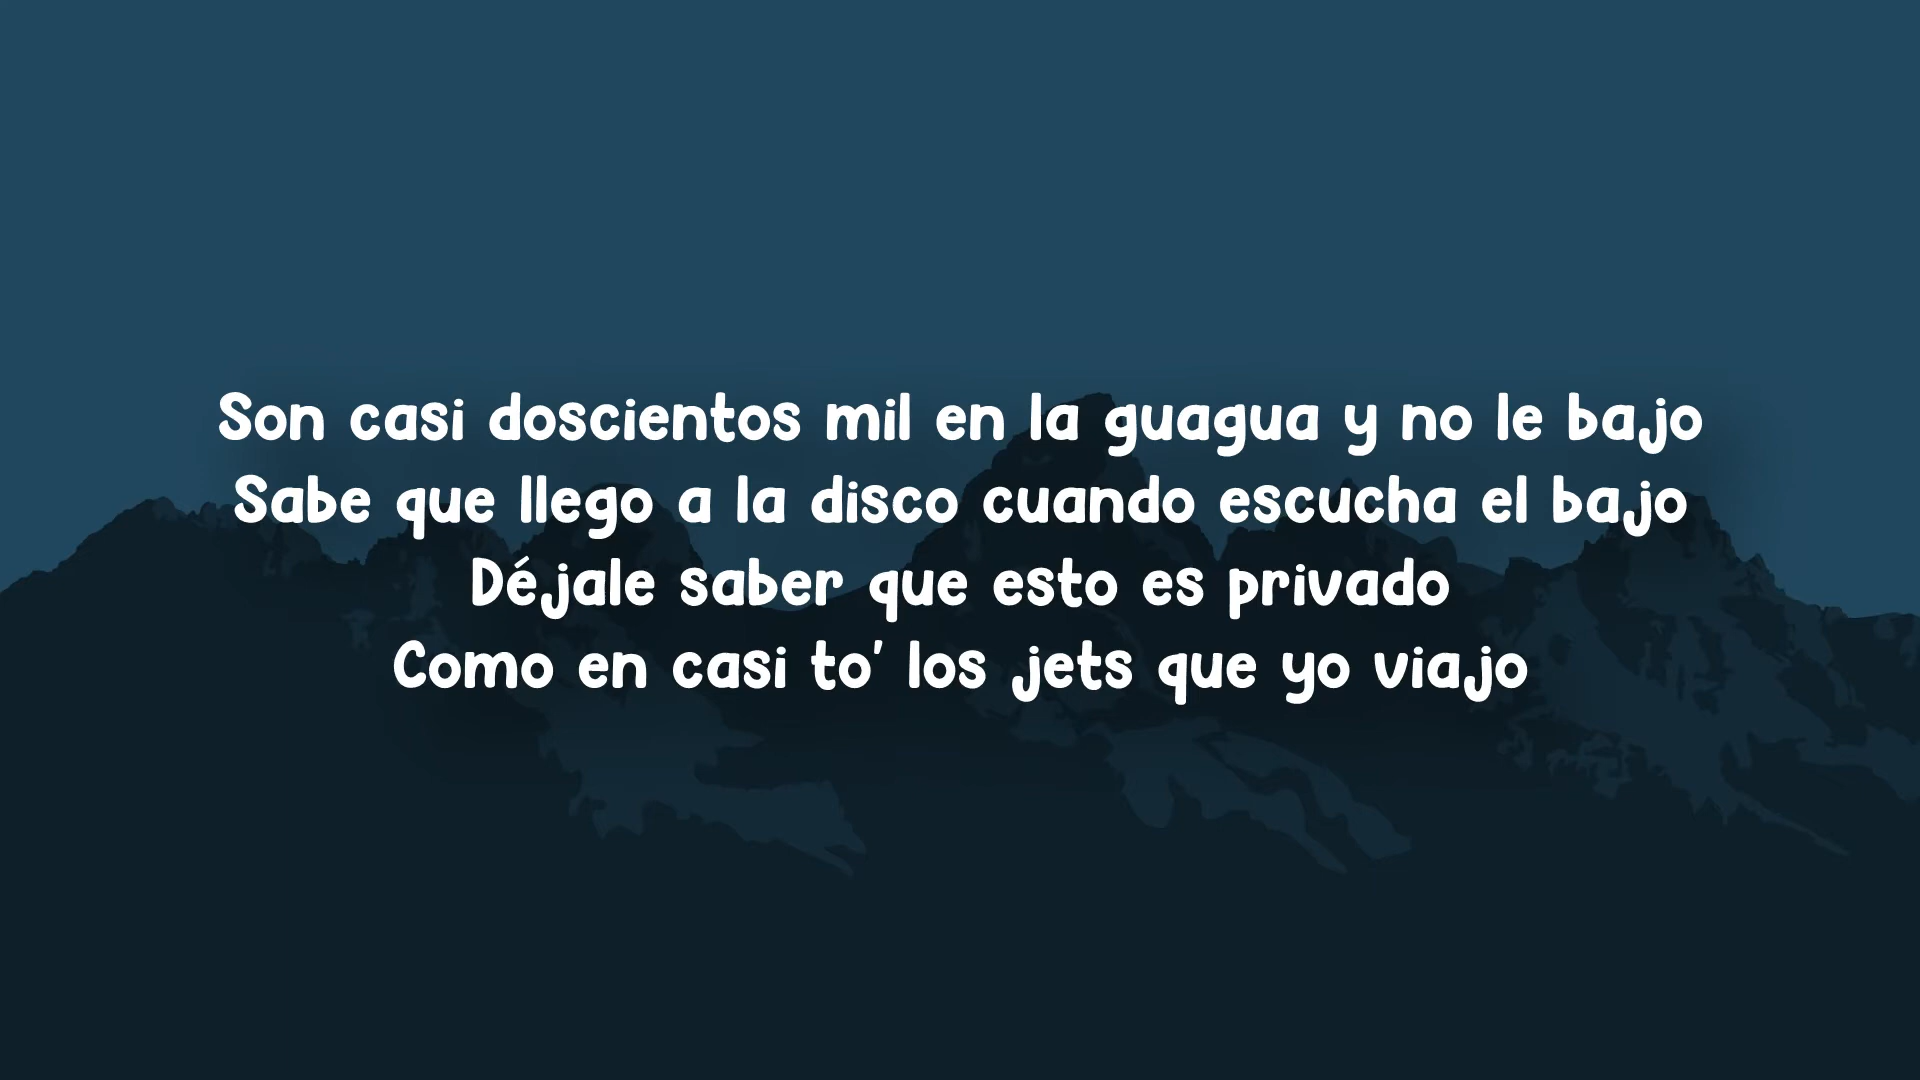 Son casi doscientos mil en la guagua y no le bajo
Sabe que llego a la disco cuando escucha el bajo
Déjale saber que esto es privado
Como en casi to' los jets que yo viajo